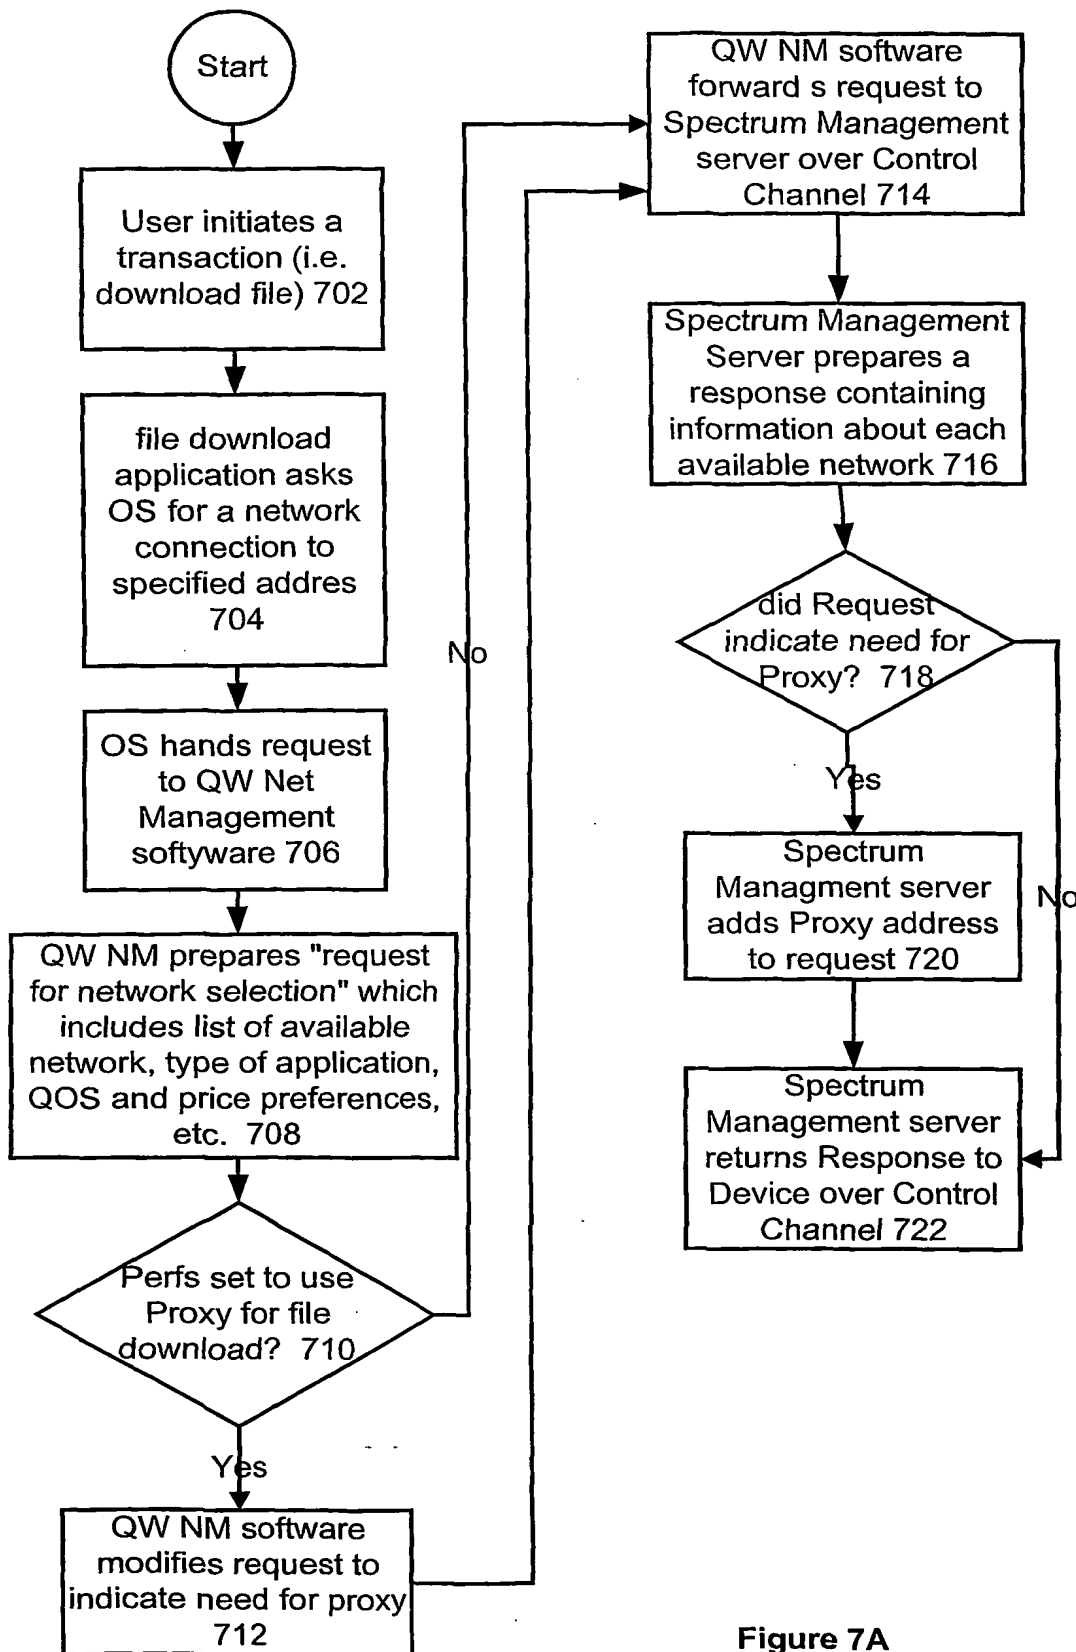 Start
User initiates a
transaction (i.e.
download file) 702
file download
application asks
OS for a network
connection to
specified addres
704
OS hands request
to QW Net
Management
softyware 706
QW NM prepares "request
for network selection" which
includes list of available
network, type of application,
QOS and price preferences,
etc. 708
Perfs set to use
Proxy for file
download? 710
No
Yes
QW NM software
modifies request to
indicate need for proxy
712
QW NM software
forward s request to
Spectrum Management
server over Control
Channel 714
Spectrum Management
Server prepares a
response containing
information about each
available network 716
did Request
indicate need for
Proxy? 718
Yes
No
Spectrum
Managment server
adds Proxy address
to request 720
Spectrum
Management server
returns Response to
Device over Control
Channel 722
Figure 7A